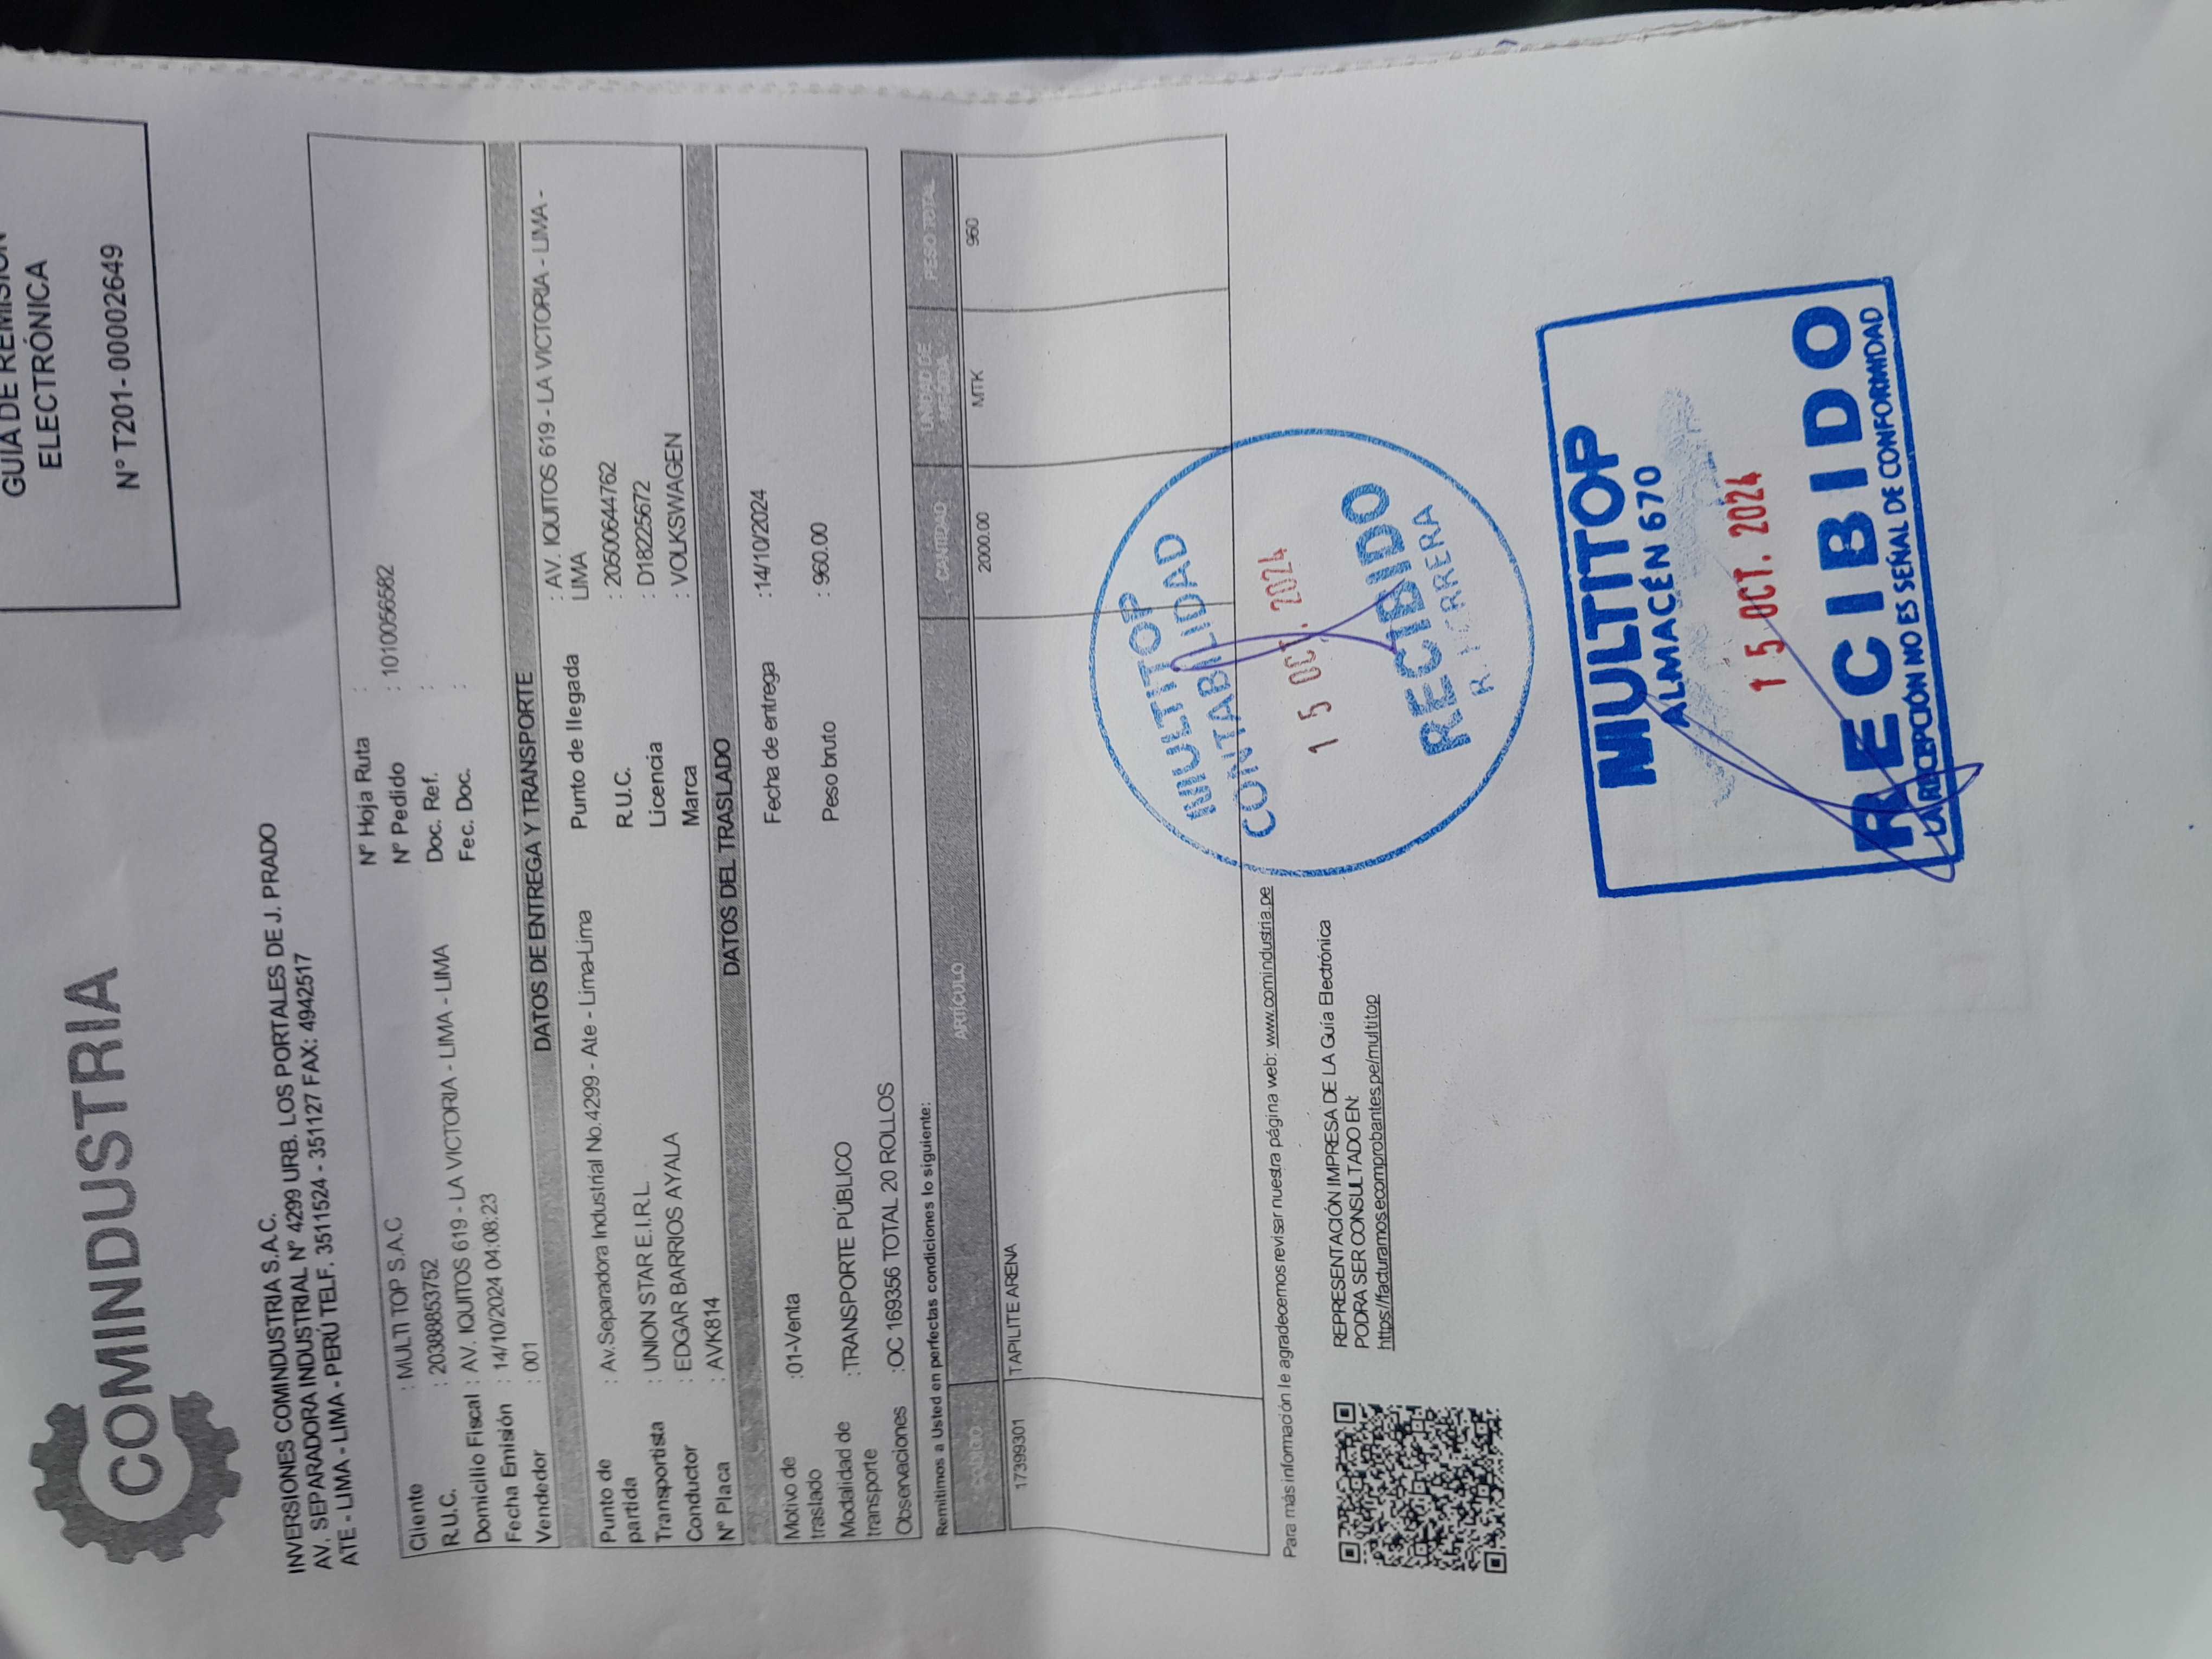 COMINDUSTRIA
GUÍA DE REMISIÓN
ELECTRÓNICA
N° T201-00002649
INVERSIONES COMINDUSTRIA S.A.C.
AV. SEPARADORA INDUSTRIAL Nº 4299 URB. LOS PORTALES DE J. PRADO
ATE - LIMA - LIMA - PERÚ TELF. 3511524 - 351127 FAX: 4942517
Cliente : MULTI TOP S.A.C
R.U.C. : 20388853752
Domicilio Fiscal : AV. IQUITOS 619 - LA VICTORIA - LIMA - LIMA
Fecha Emisión : 14/10/2024 04:08:23
Vendedor : 001
Nº Hoja Ruta :
Nº Pedido : 1010056582
Doc. Ref. :
Fec. Doc. :
DATOS DE ENTREGA Y TRANSPORTE
Punto de partida : Av.Separadora Industrial No.4299 - Ate - Lima-Lima
Transportista : UNION STAR E.I.R.L.
Conductor : EDGAR BARRIOS AYALA
Nº Placa : AVK814
Punto de llegada : AV. IQUITOS 619 - LA VICTORIA - LIMA -
LIMA
R.U.C. : 20500644762
Licencia : D18225672
Marca : VOLKSWAGEN
DATOS DEL TRASLADO
Motivo de traslado :01-Venta
Modalidad de transporte :TRANSPORTE PÚBLICO
Observaciones :OC 169356 TOTAL 20 ROLLOS
Fecha de entrega :14/10/2024
Peso bruto : 960.00
Remitimos a Usted en perfectas condiciones lo siguiente:
CÓDIGO ARTÍCULO CANTIDAD UNIDAD DE MEDIDA PESO TOTAL
17399301 TAPILITE ARENA 2000.00 MTK 960
Para más información le agradecemos revisar nuestra página web: www.comindustria.pe
REPRESENTACIÓN IMPRESA DE LA Guía Electrónica
PODRA SER CONSULTADO EN:
https://facturamosecomprobantes.pe/multitop
MULTITOP
CONTABILIDAD
15 OCT. 2024
RECIBIDO
R. HERRERA
MULTITOP
ALMACÉN 670
15 OCT. 2024
RECIBIDO
LA RECEPCIÓN NO ES SEÑAL DE CONFORMIDAD